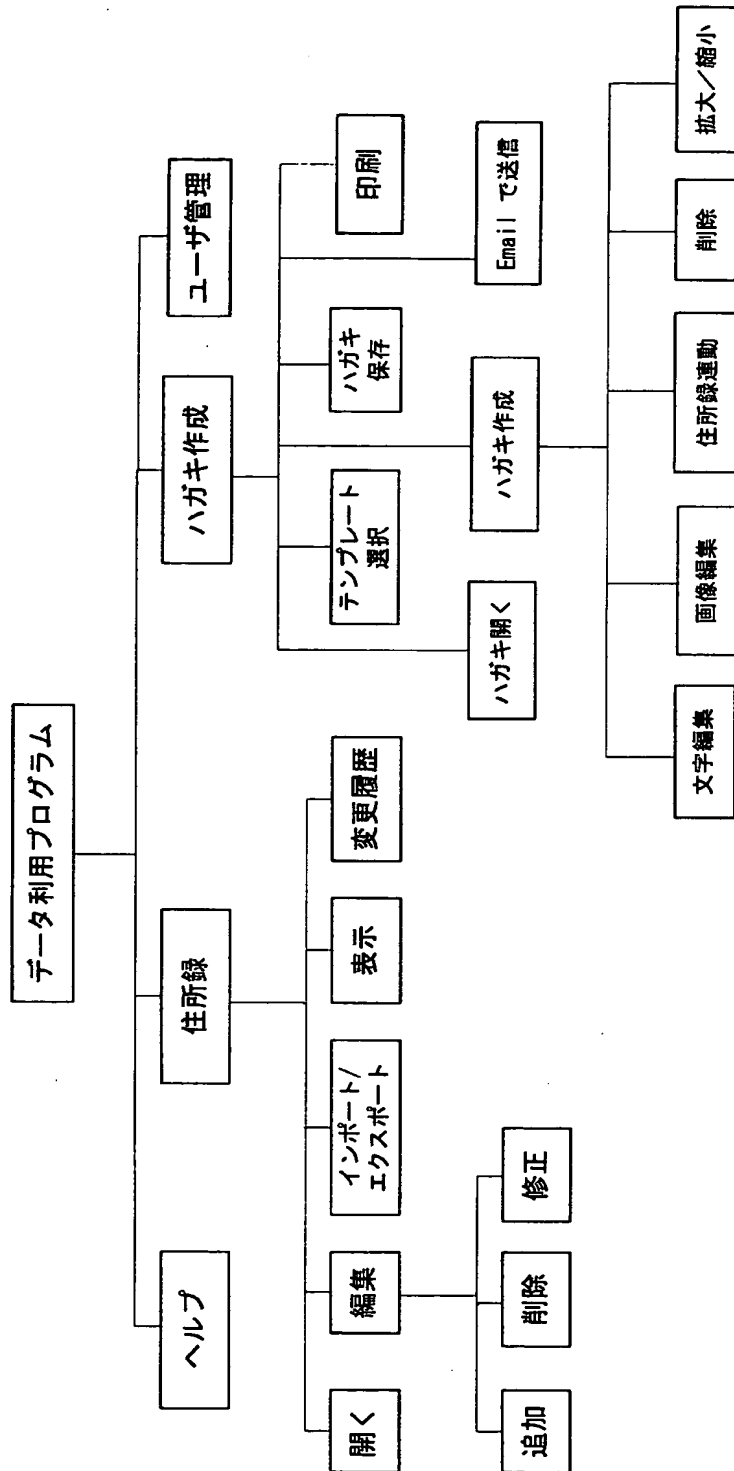 データ利用プログラム
ヘルプ
住所録
ハガキ作成
ユーザ管理
開く
編集
インポート/
エクスポート
表示
変更履歴
追加
削除
修正
ハガキ開く
テンプレート
選択
ハガキ作成
ハガキ
保存
Email で送信
印刷
文字編集
画像編集
住所録連動
削除
拡大／縮小